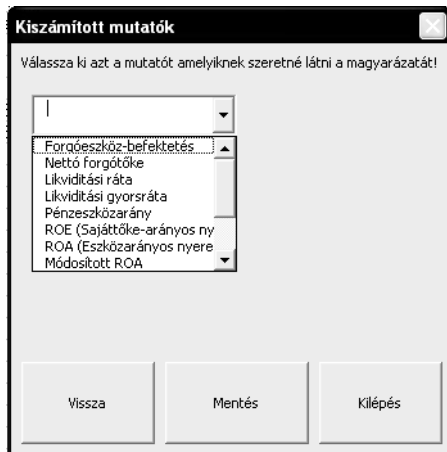 Kiszámított mutatók
Válassza ki azt a mutatót amelyiknek szeretné látni a magyarázatát!
Forgóeszköz-befektetés
Nettó forgótőke
Likviditási ráta
Likviditási gyorsráta
Pénzeszközarány
ROE (Sajáttőke-arányos ny
ROA (Eszközarányos nyere
Módosított ROA
Vissza
Mentés
Kilépés